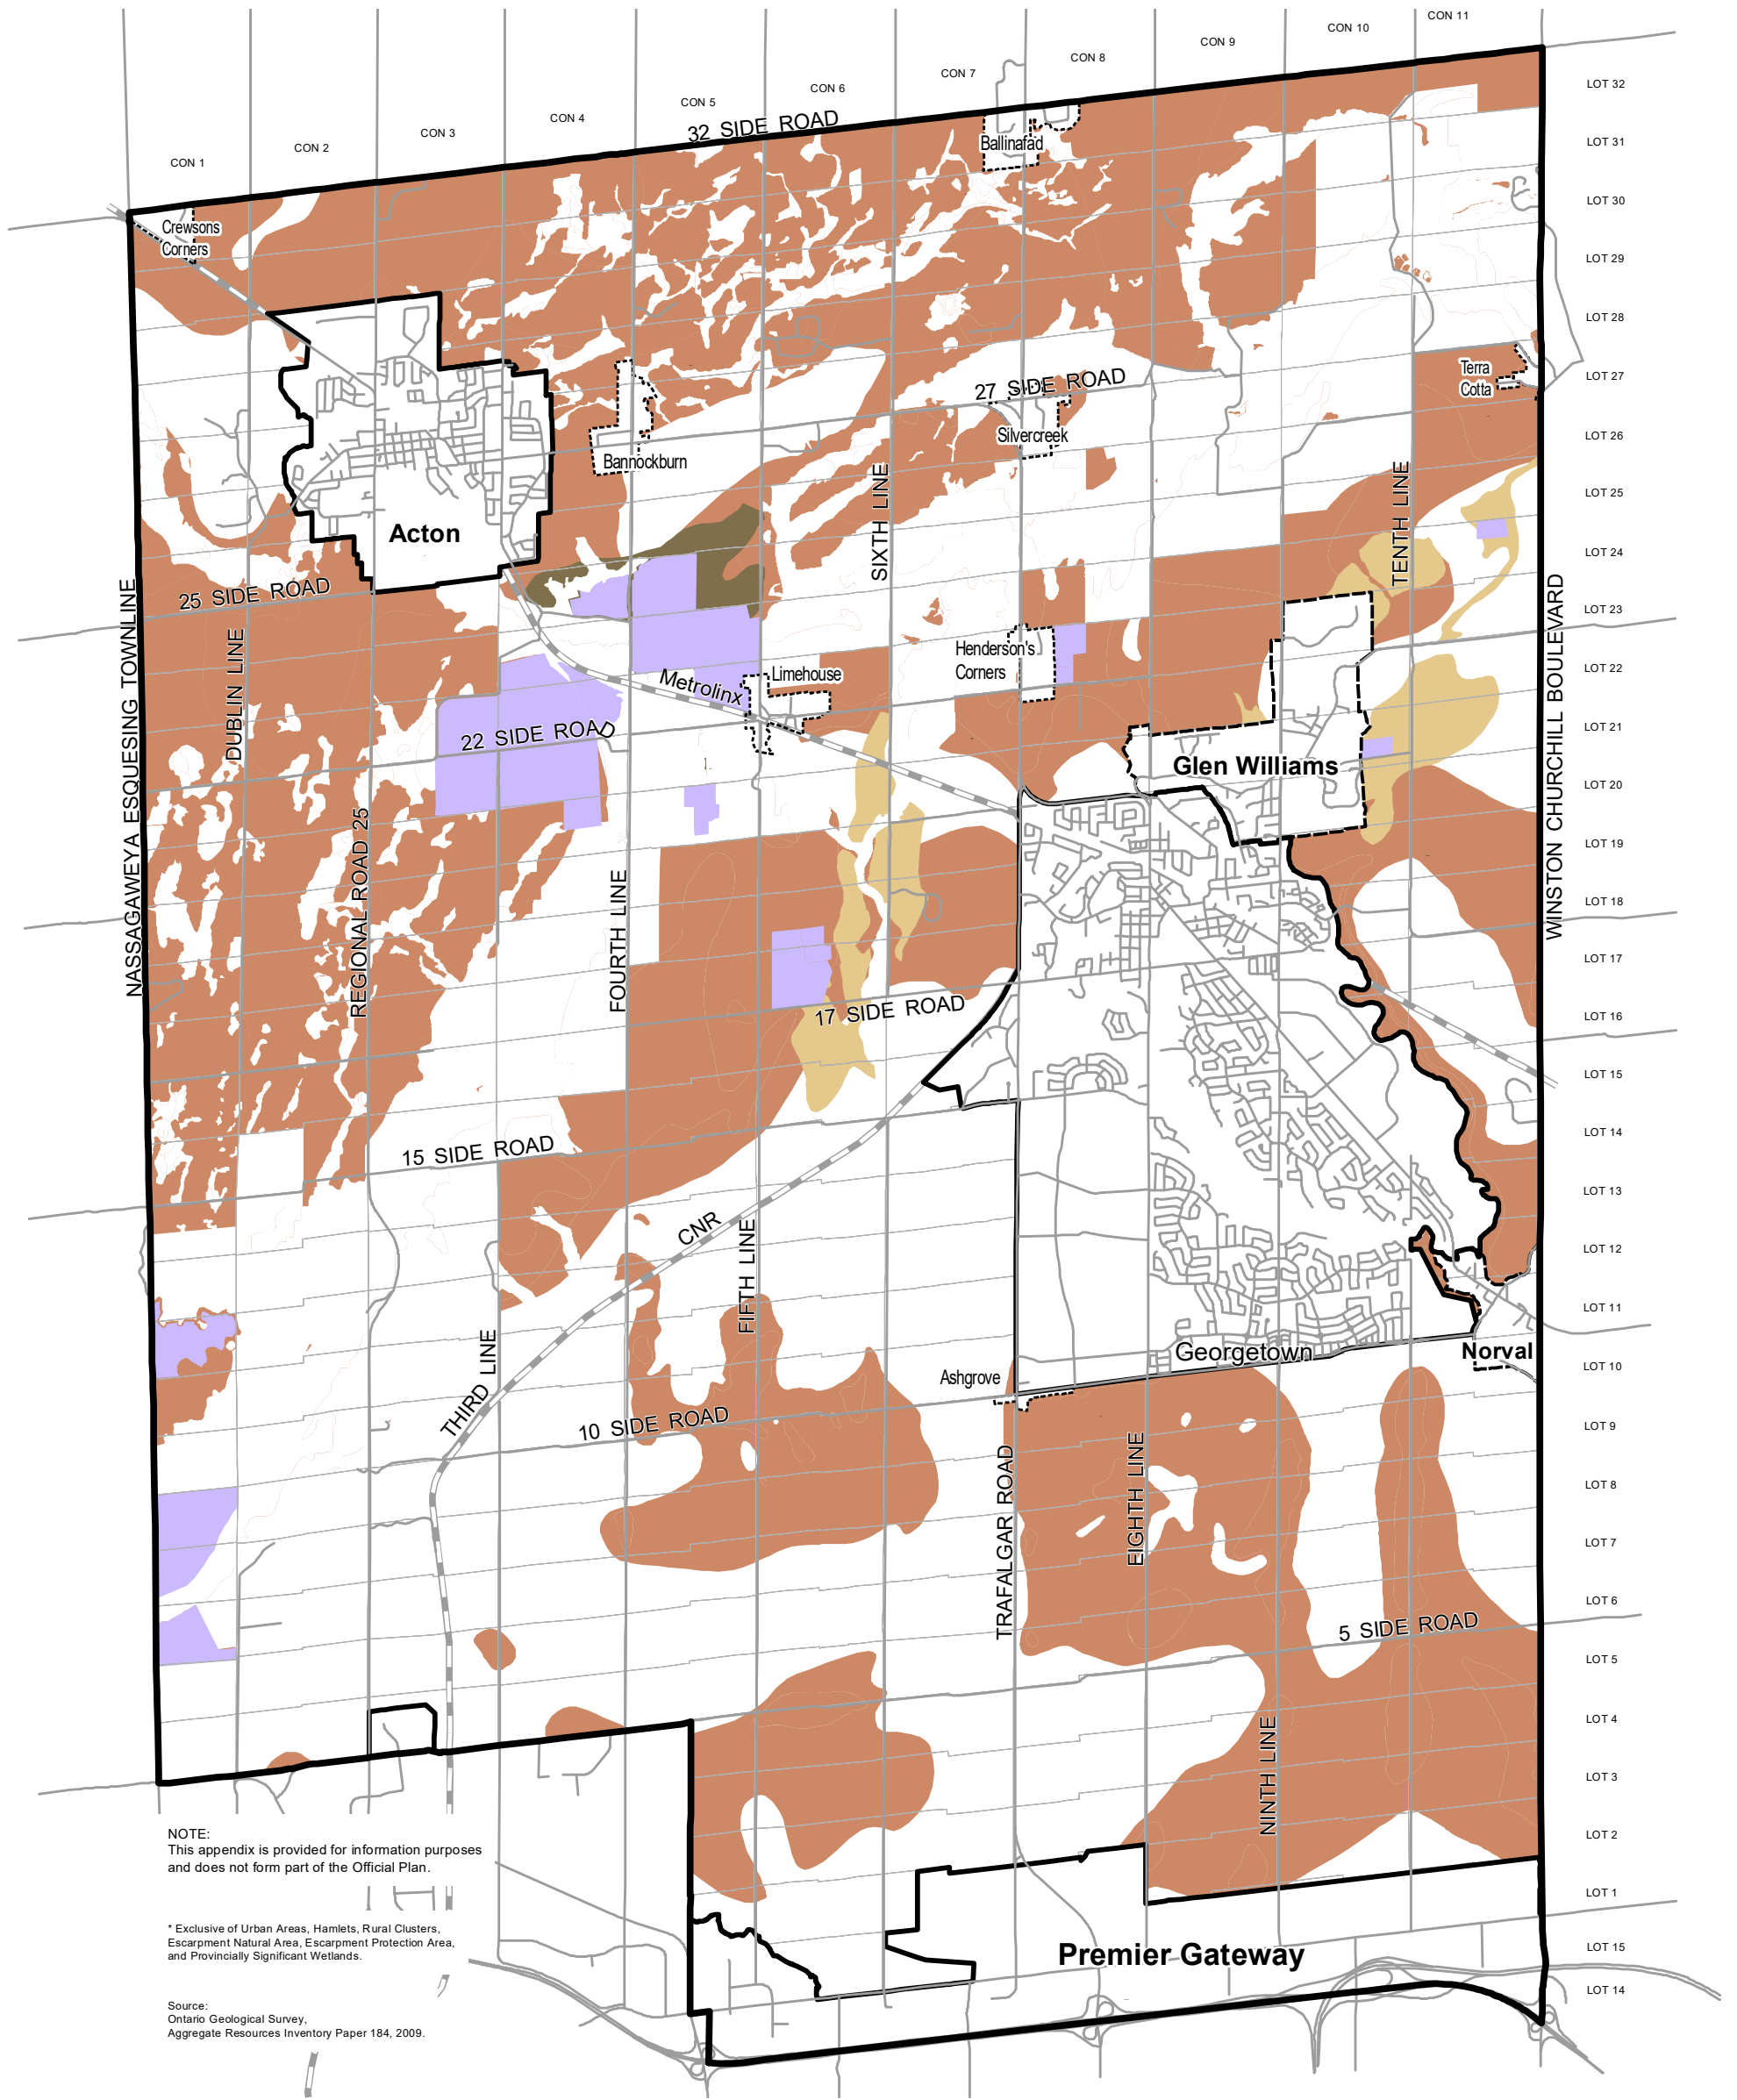 CON 11
CON 10
CON 9
CON 8
CON 7
CON 6
CON 5
CON 4
CON 3
CON 2
CON 1
32 SIDE ROAD
LOT 32
LOT 31
LOT 30
LOT 29
LOT 28
LOT 27
LOT 26
LOT 25
LOT 24
LOT 23
LOT 22
LOT 21
LOT 20
LOT 19
LOT 18
LOT 17
LOT 16
LOT 15
LOT 14
LOT 13
LOT 12
LOT 11
LOT 10
LOT 9
LOT 8
LOT 7
LOT 6
LOT 5
LOT 4
LOT 3
LOT 2
LOT 1
LOT 15
LOT 14
Ballinafad
Crewsons
Corners
Terra
Cotta
27 SIDE ROAD
Silvercreek
Bannockburn
Acton
SIXTH LINE
TENTH LINE
25 SIDE ROAD
NASSAGAWEYA ESQUESING TOWNLINE
DUBLIN LINE
WINSTON CHURCHILL BOULEVARD
Henderson's
Corners
Limehouse
Metrolinx
22 SIDE ROAD
Glen Williams
REGIONAL ROAD 25
FOURTH LINE
17 SIDE ROAD
15 SIDE ROAD
CNR
FIFTH LINE
THIRD LINE
Georgetown
Norval
Ashgrove
10 SIDE ROAD
TRAFALGAR ROAD
EIGHTH LINE
5 SIDE ROAD
NINTH LINE
Premier Gateway
NOTE:
This appendix is provided for information purposes
and does not form part of the Official Plan.
* Exclusive of Urban Areas, Hamlets, Rural Clusters,
Escarpment Natural Area, Escarpment Protection Area,
and Provincially Significant Wetlands.
Source:
Ontario Geological Survey,
Aggregate Resources Inventory Paper 184, 2009.